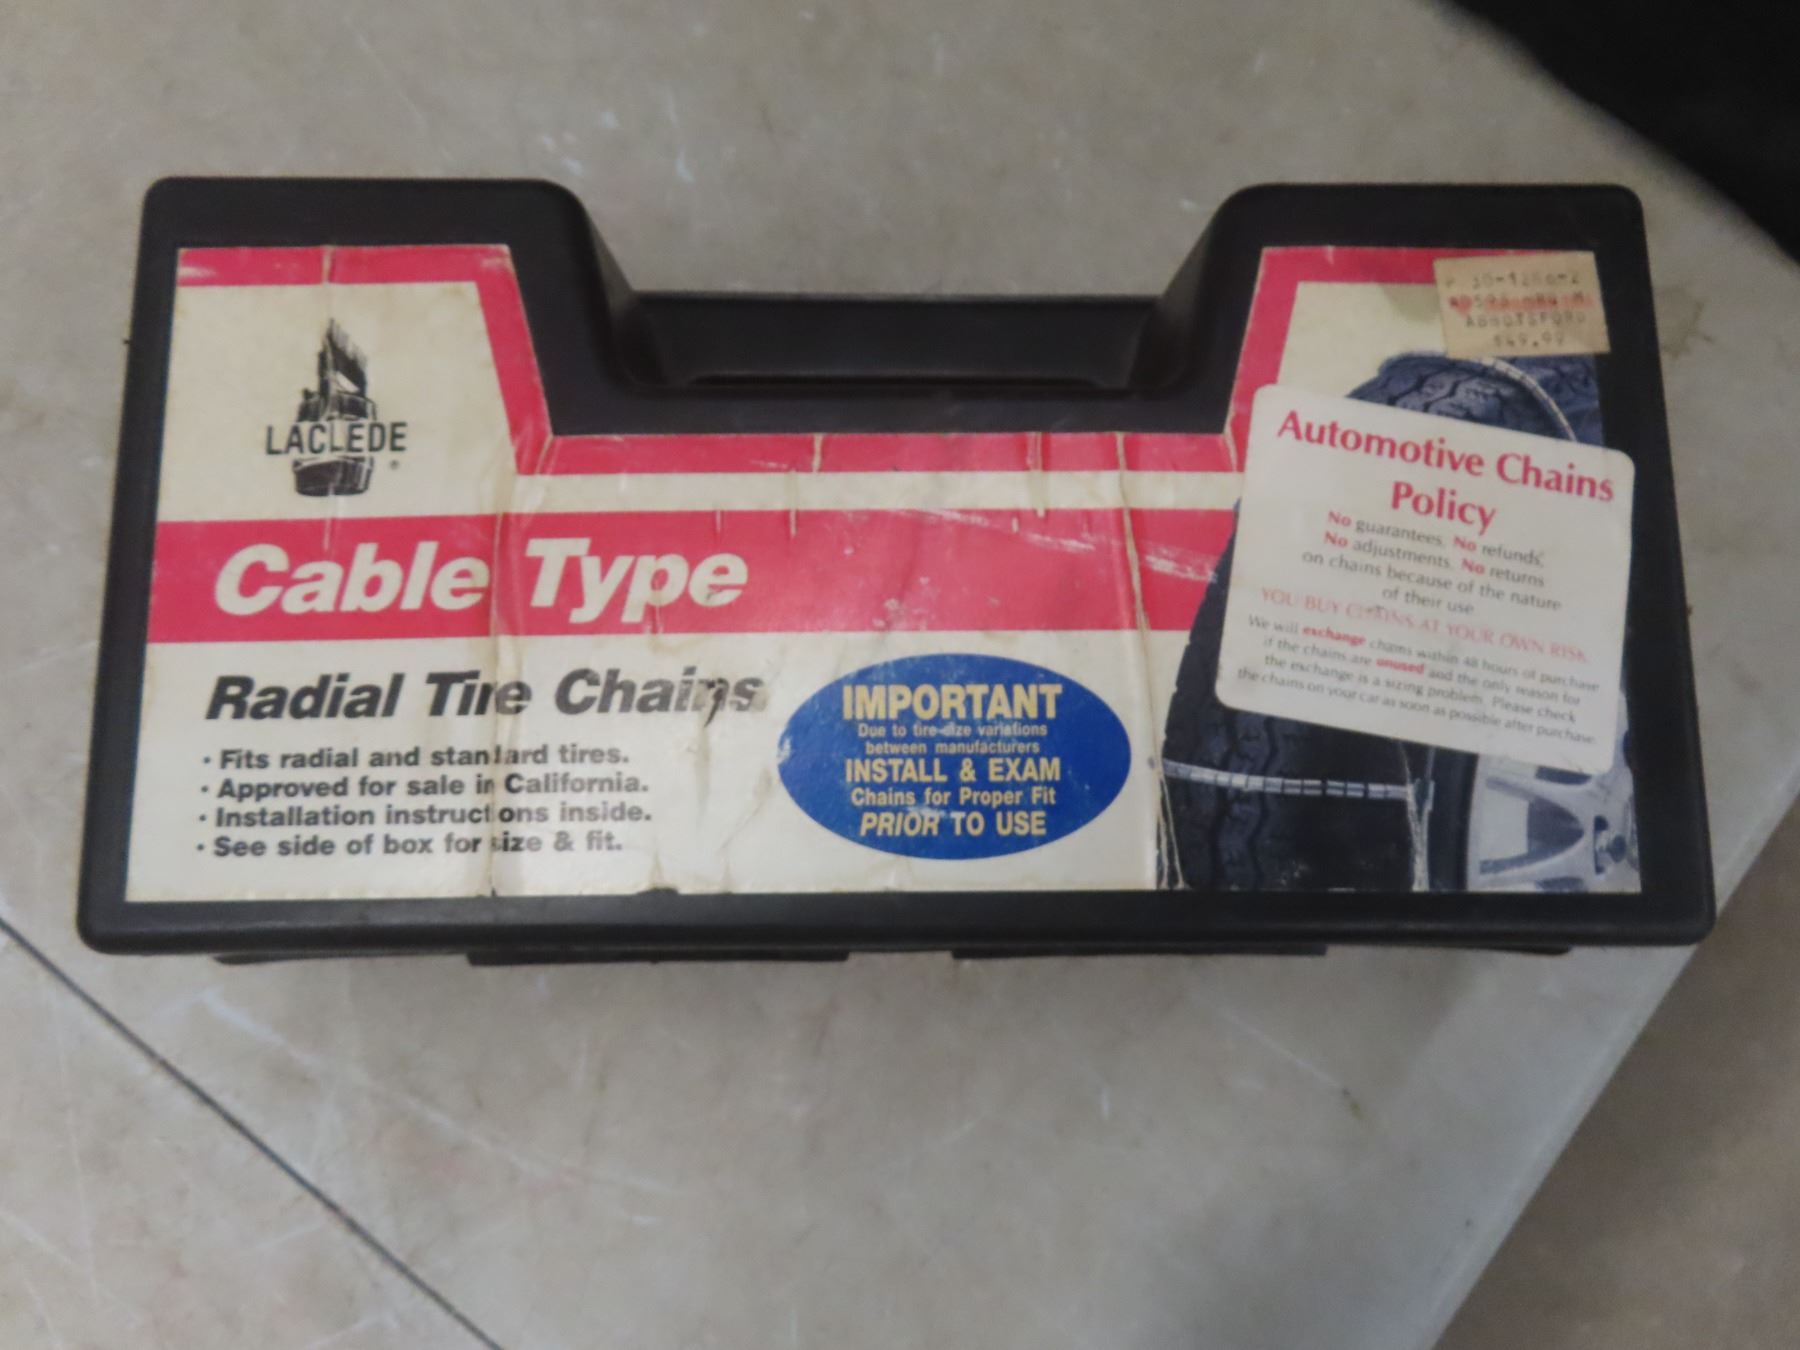 LACLEDE
®
Cable Type
Radial Tire Chains
• Fits radial and standard tires.
• Approved for sale in California.
• Installation instructions inside.
• See side of box for size & fit.
IMPORTANT
Due to tire-size variations
between manufacturers
INSTALL & EXAM
Chains for Proper Fit
PRIOR TO USE
P 30-1286-2
ABBOTSFORD
$49.99
Automotive Chains
Policy
No guarantees, No refunds,
No adjustments, No returns
on chains because of the nature
of their use
YOU BUY CHAINS AT YOUR OWN RISK
We will exchange chains within 48 hours of purchase
if the chains are unused and the only reason for
the exchange is a sizing problem. Please check
the chains on your car as soon as possible after purchase.